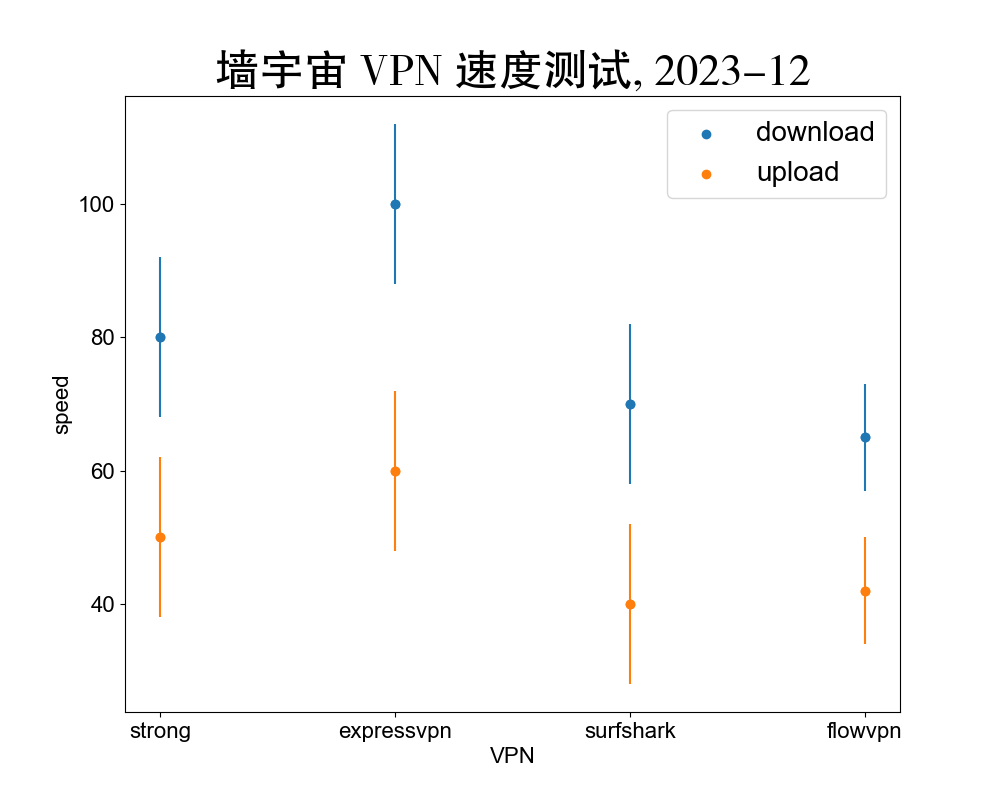 墙宇宙 VPN 速度测试, 2023-12
download
upload
100
80
60
40
speed
strong
expressvpn
surfshark
flowvpn
VPN